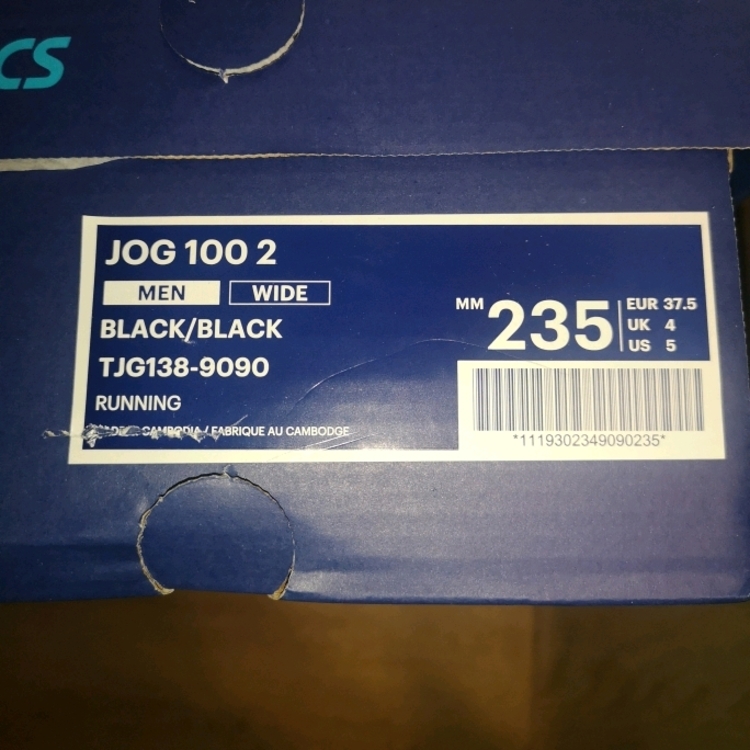 CS
JOG 100 2
MEN WIDE
BLACK/BLACK
TJG138-9090
RUNNING
CAMBODIA / FABRIQUE AU CAMBODGE
MM 235
EUR 37.5
UK 4
US 5
*1119302349090235*